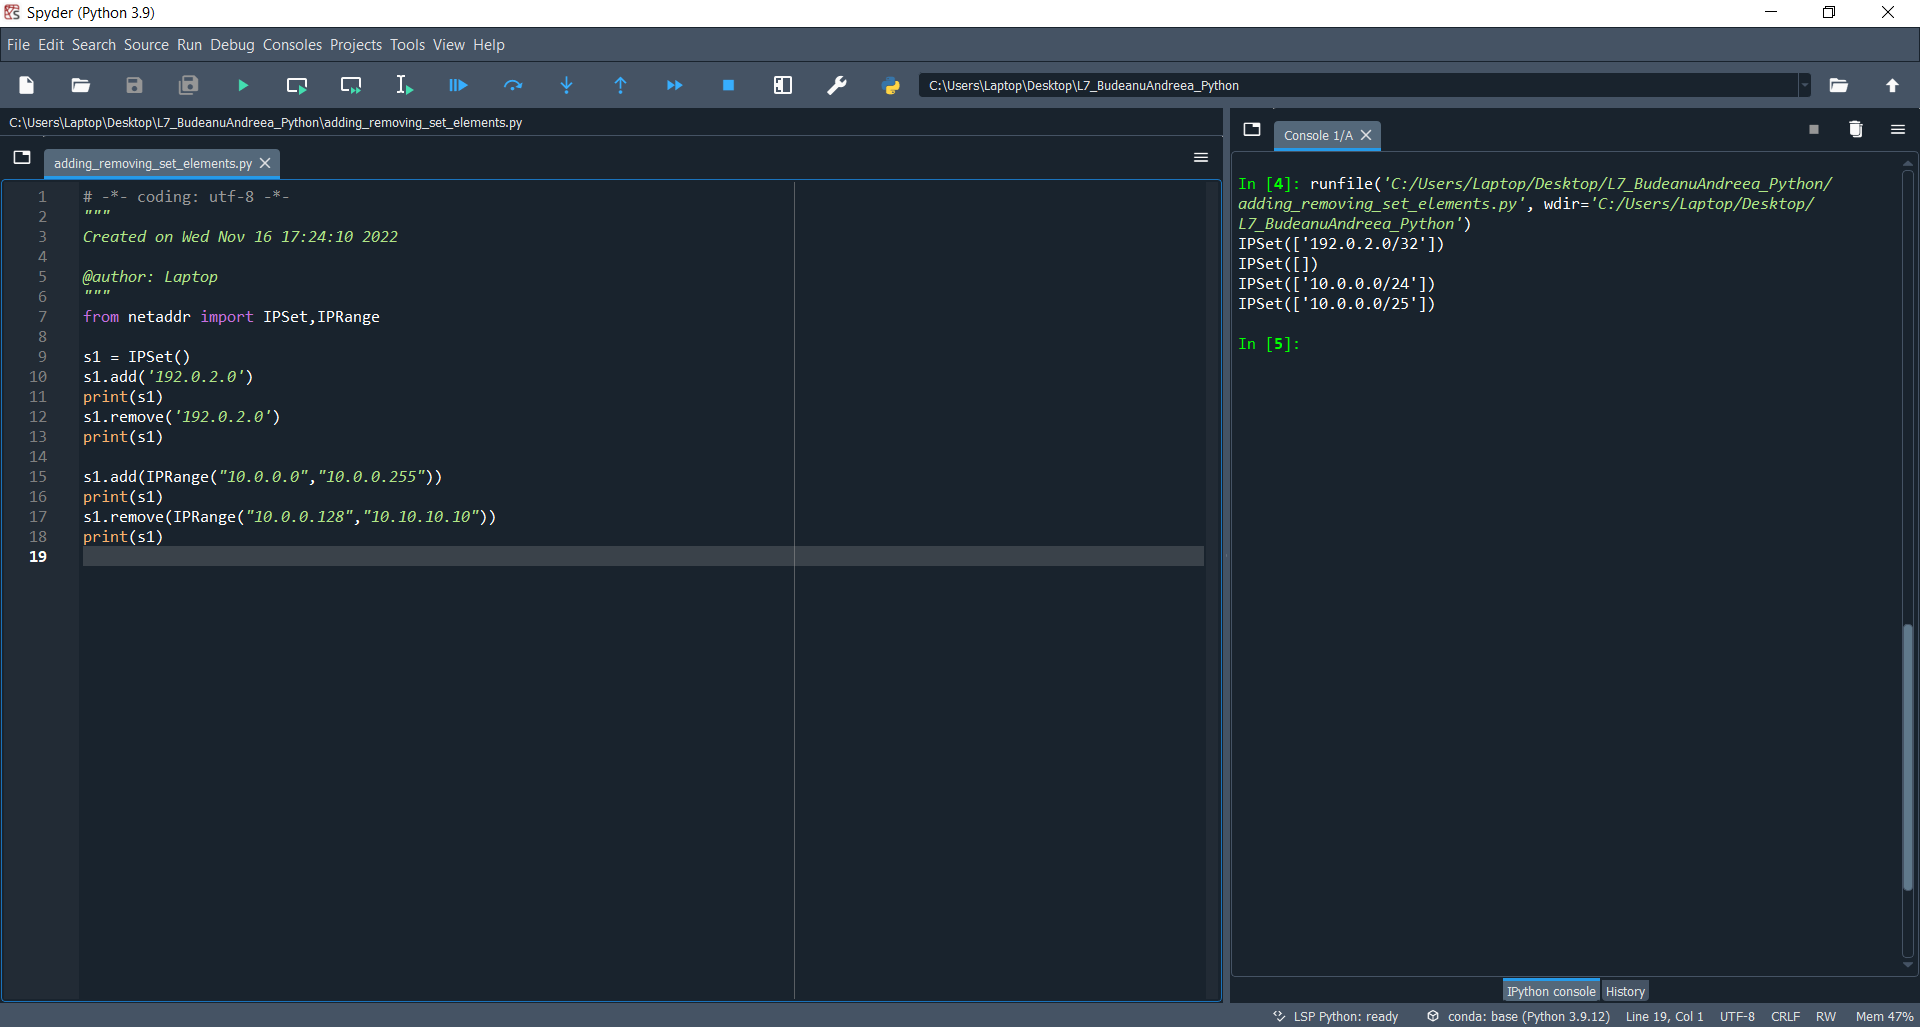 Spyder (Python 3.9)
File Edit Search Source Run Debug Consoles Projects Tools View Help
C:\Users\Laptop\Desktop\L7_BudeanuAndreea_Python
C:\Users\Laptop\Desktop\L7_BudeanuAndreea_Python\adding_removing_set_elements.py
adding_removing_set_elements.py
1 # -*- coding: utf-8 -*-
2 """
3 Created on Wed Nov 16 17:24:10 2022
4
5 @author: Laptop
6 """
7 from netaddr import IPSet,IPRange
8
9 s1 = IPSet()
10 s1.add('192.0.2.0')
11 print(s1)
12 s1.remove('192.0.2.0')
13 print(s1)
14
15 s1.add(IPRange("10.0.0.0","10.0.0.255"))
16 print(s1)
17 s1.remove(IPRange("10.0.0.128","10.10.10.10"))
18 print(s1)
19
Console 1/A
In [4]: runfile('C:/Users/Laptop/Desktop/L7_BudeanuAndreea_Python/
adding_removing_set_elements.py', wdir='C:/Users/Laptop/Desktop/
L7_BudeanuAndreea_Python')
IPSet(['192.0.2.0/32'])
IPSet([])
IPSet(['10.0.0.0/24'])
IPSet(['10.0.0.0/25'])
In [5]:
IPython console History
LSP Python: ready conda: base (Python 3.9.12) Line 19, Col 1 UTF-8 CRLF RW Mem 47%